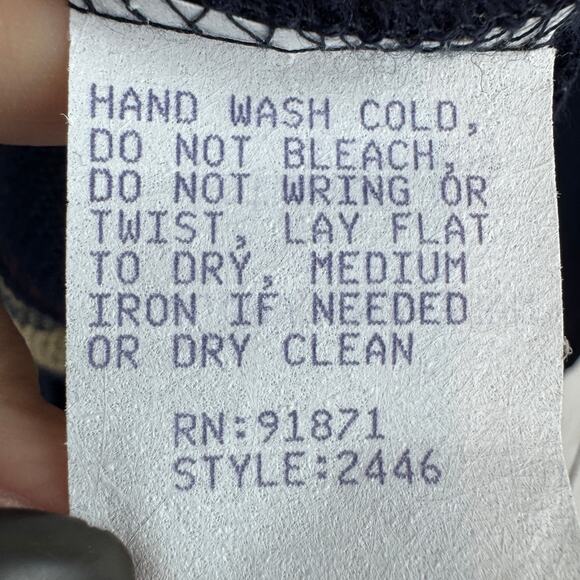 HAND WASH COLD,
DO NOT BLEACH,
DO NOT WRING OR
TWIST, LAY FLAT
TO DRY, MEDIUM
IRON IF NEEDED
OR DRY CLEAN
RN:91871
STYLE:2446